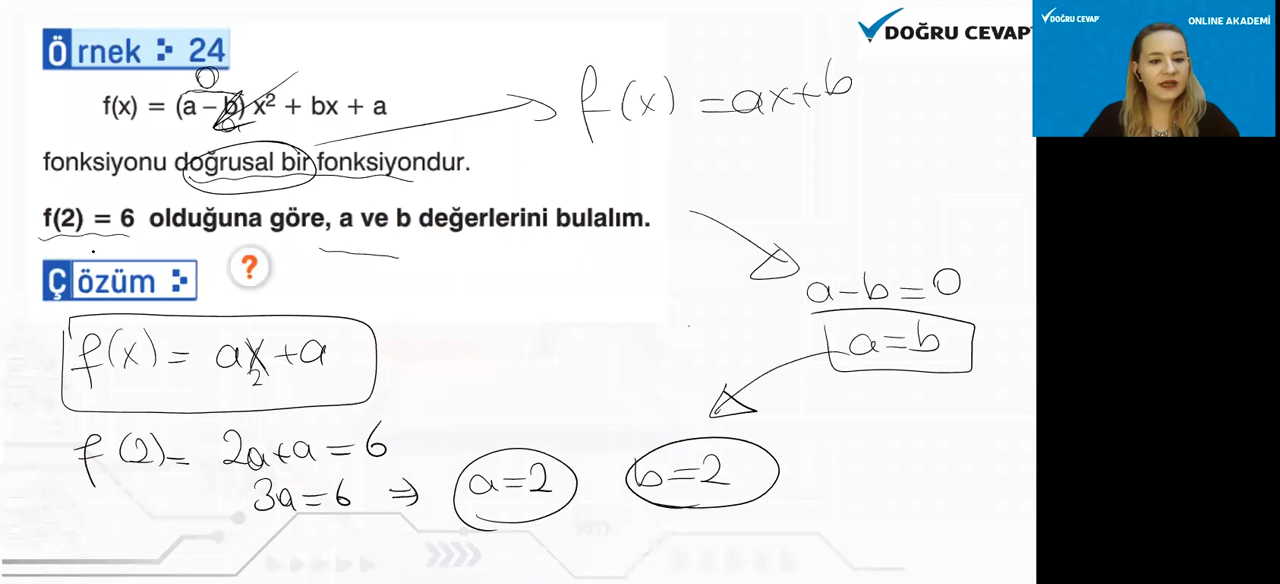 Örnek 24
f(x) = (a – b) x² + bx + a
0
f(x) = ax+b
fonksiyonu doğrusal bir fonksiyondur.
f(2) = 6 olduğuna göre, a ve b değerlerini bulalım.
Çözüm ?
a-b=0
a=b
f(x) = ax+a
2
f(2)= 2a+a=6
3a=6 ⇒ a=2 b=2
DOĞRU CEVAP
DOĞRU CEVAP
ONLINE AKADEMİ